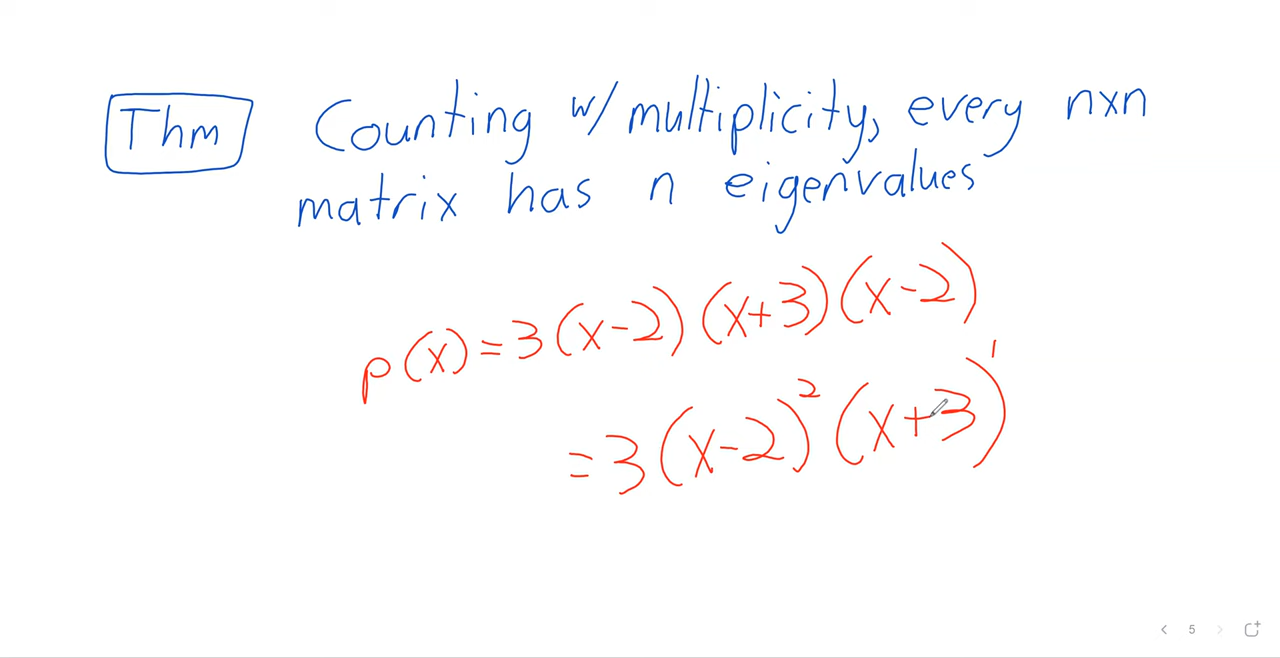 Thm Counting w/ multiplicity, every nxn
matrix has n eigenvalues
p(x)=3(x-2)(x+3)(x-2)
=3(x-2)²(x+3)¹
5